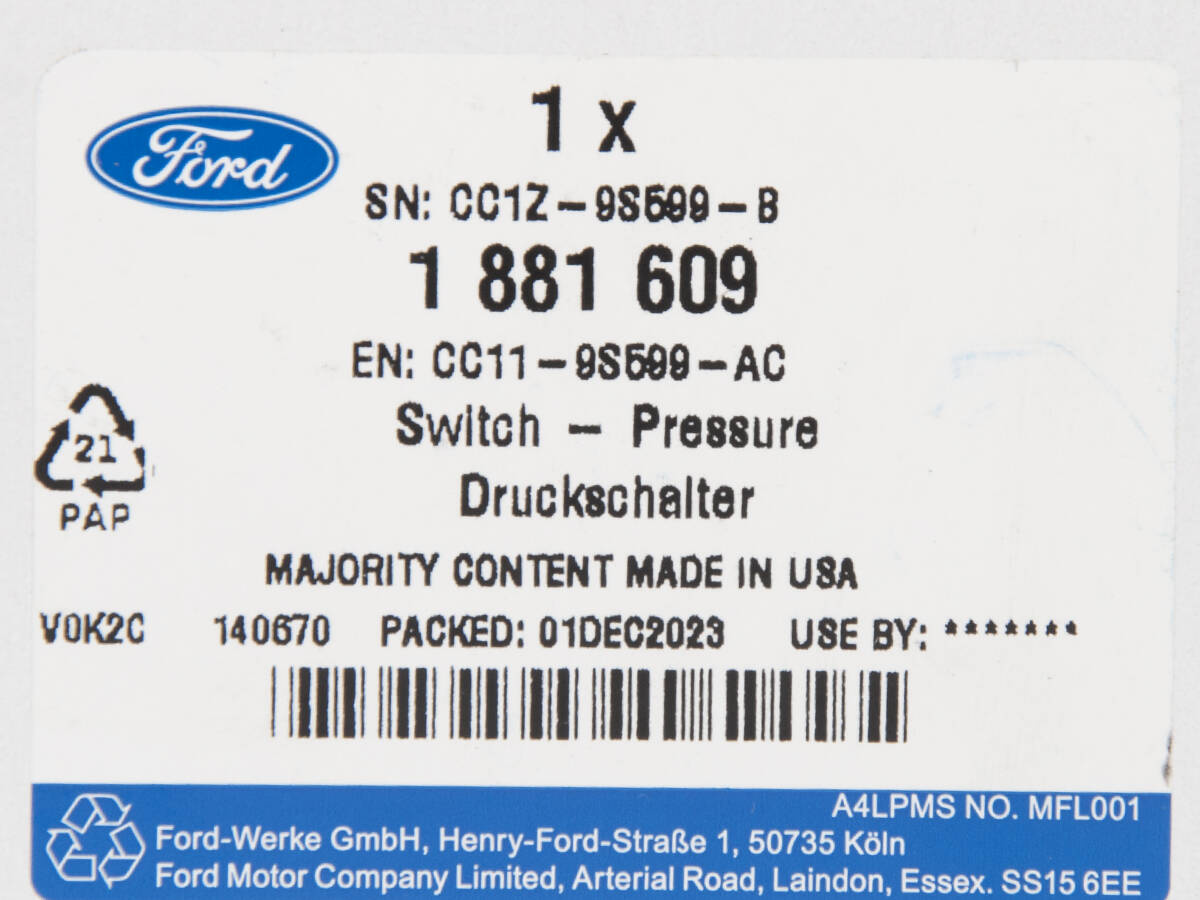 1 x
Ford
SN: CC1Z-9S599-B
1 881 609
EN: CC11-9S599-AC
Switch - Pressure
Druckschalter
21
PAP
MAJORITY CONTENT MADE IN USA
V0K2C 140670 PACKED: 01DEC2023 USE BY: *******
A4LPMS NO. MFL001
Ford-Werke GmbH, Henry-Ford-Straße 1, 50735 Köln
Ford Motor Company Limited, Arterial Road, Laindon, Essex. SS15 6EE